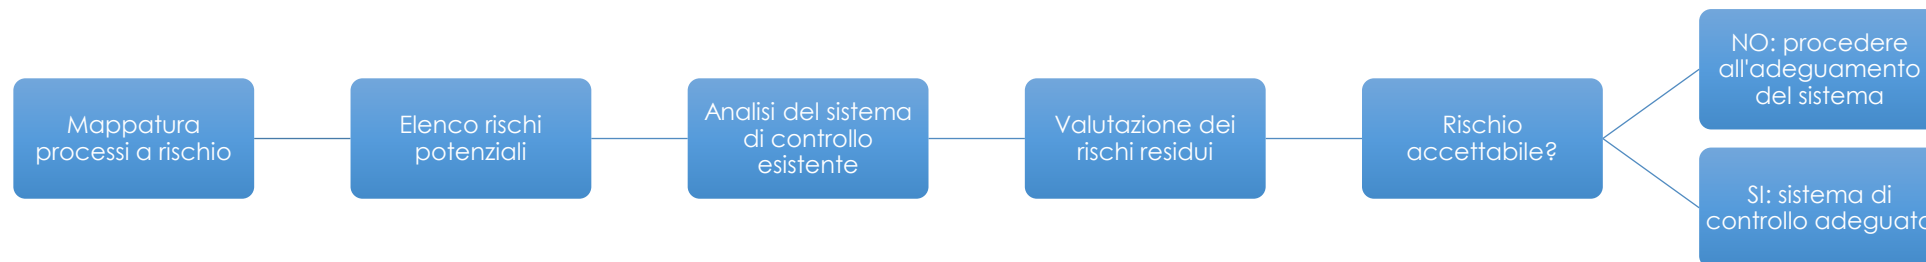 Mappatura
processi a rischio
Elenco rischi
potenziali
Analisi del sistema
di controllo
esistente
Valutazione dei
rischi residui
Rischio
accettabile?
NO: procedere
all'adeguamento
del sistema
SI: sistema di
controllo adeguato